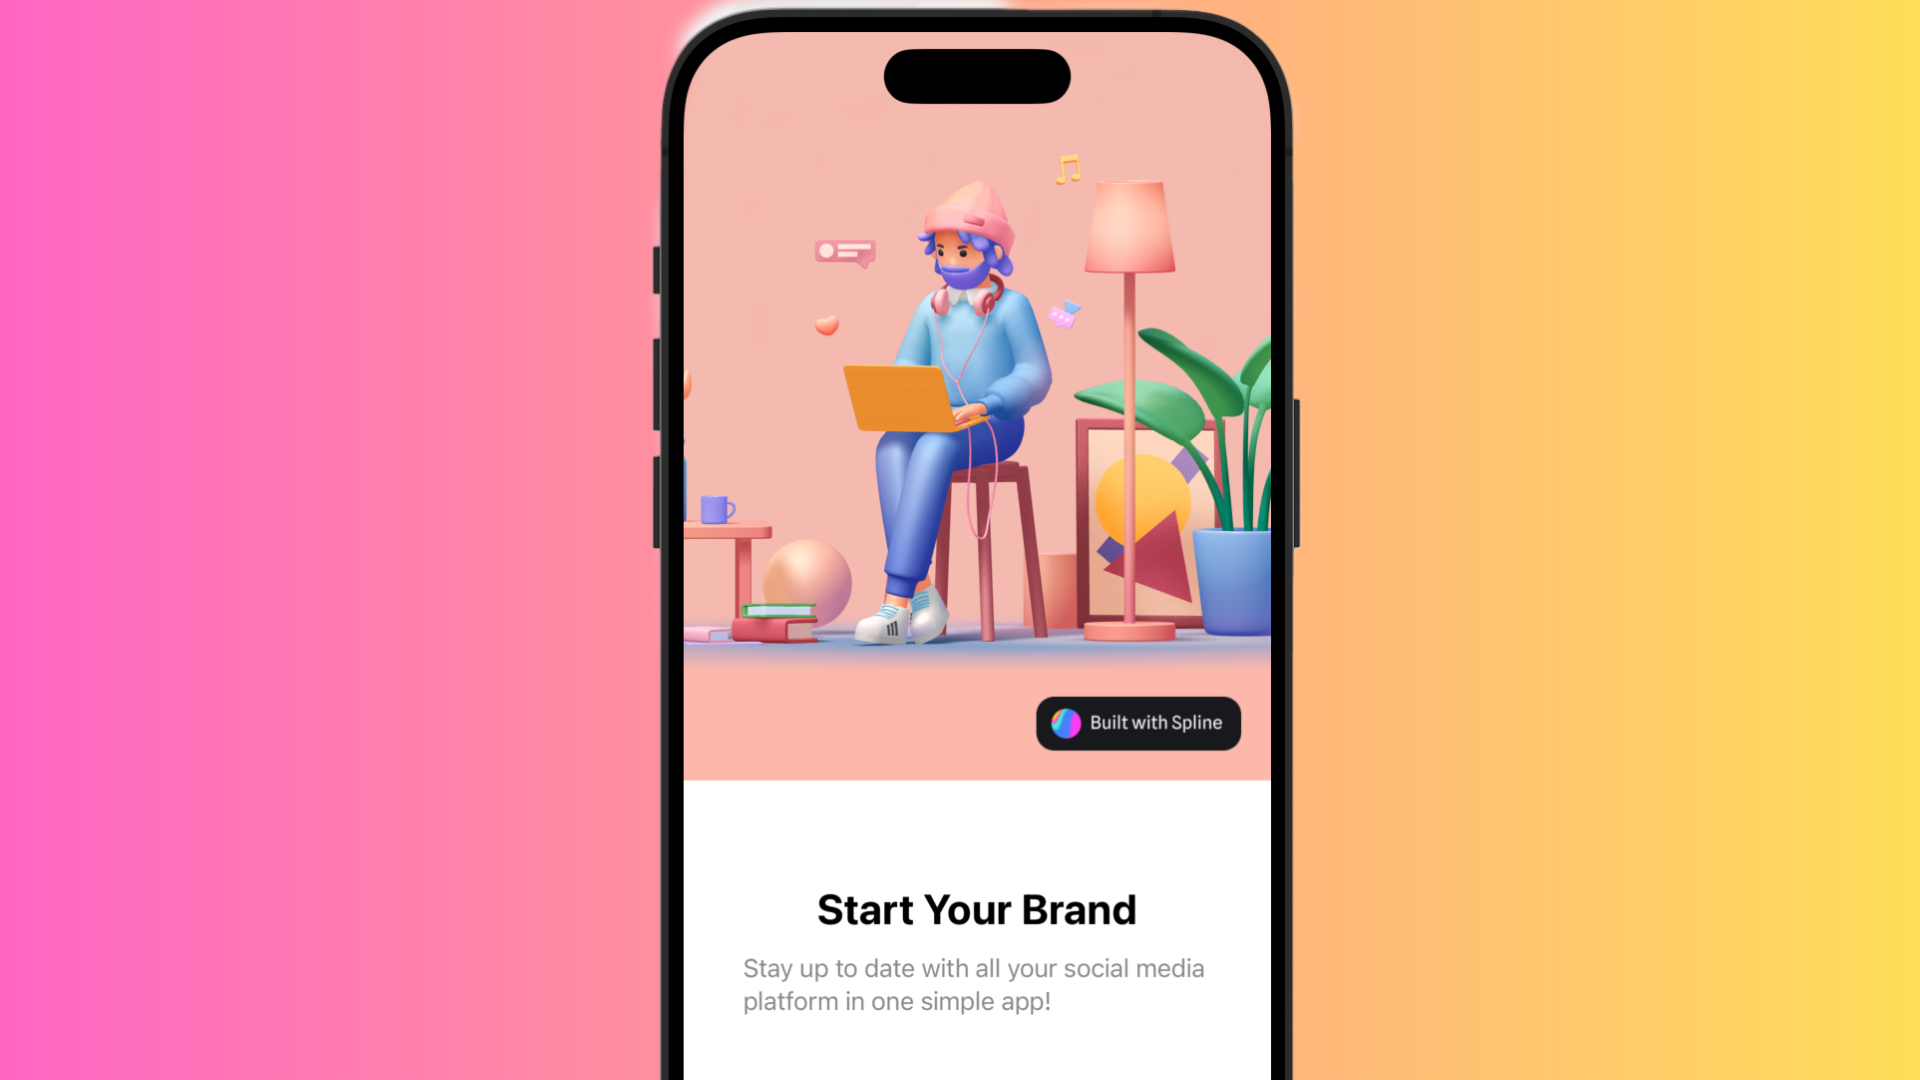 Built with Spline
Start Your Brand
Stay up to date with all your social media
platform in one simple app!